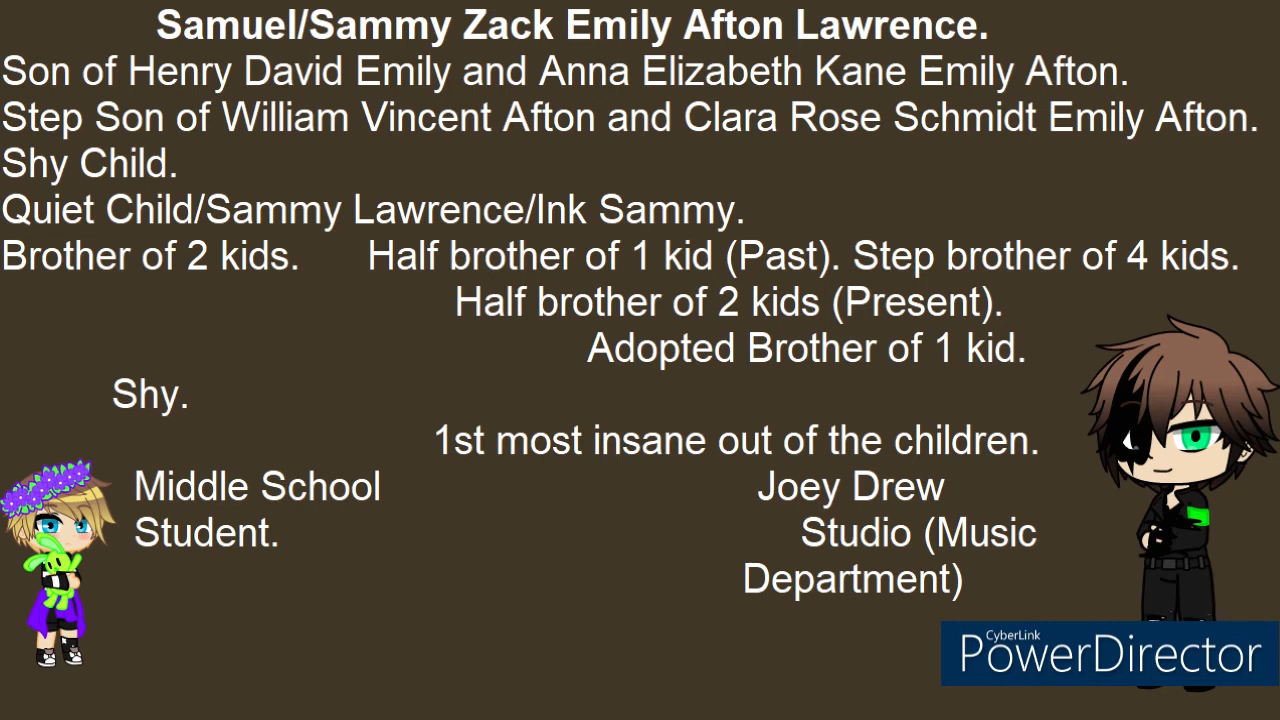 Samuel/Sammy Zack Emily Afton Lawrence.
Son of Henry David Emily and Anna Elizabeth Kane Emily Afton.
Step Son of William Vincent Afton and Clara Rose Schmidt Emily Afton.
Shy Child.
Quiet Child/Sammy Lawrence/Ink Sammy.
Brother of 2 kids. Half brother of 1 kid (Past). Step brother of 4 kids.
Half brother of 2 kids (Present).
Adopted Brother of 1 kid.
Shy.
1st most insane out of the children.
Middle School Joey Drew
Student. Studio (Music
Department)
CyberLink
PowerDirector